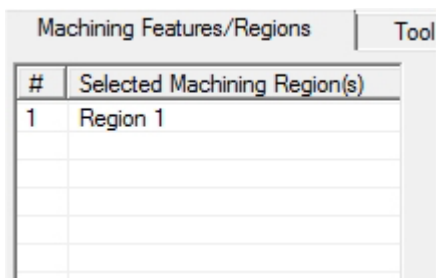 Machining Features/Regions Tool
# Selected Machining Region(s)
1 Region 1